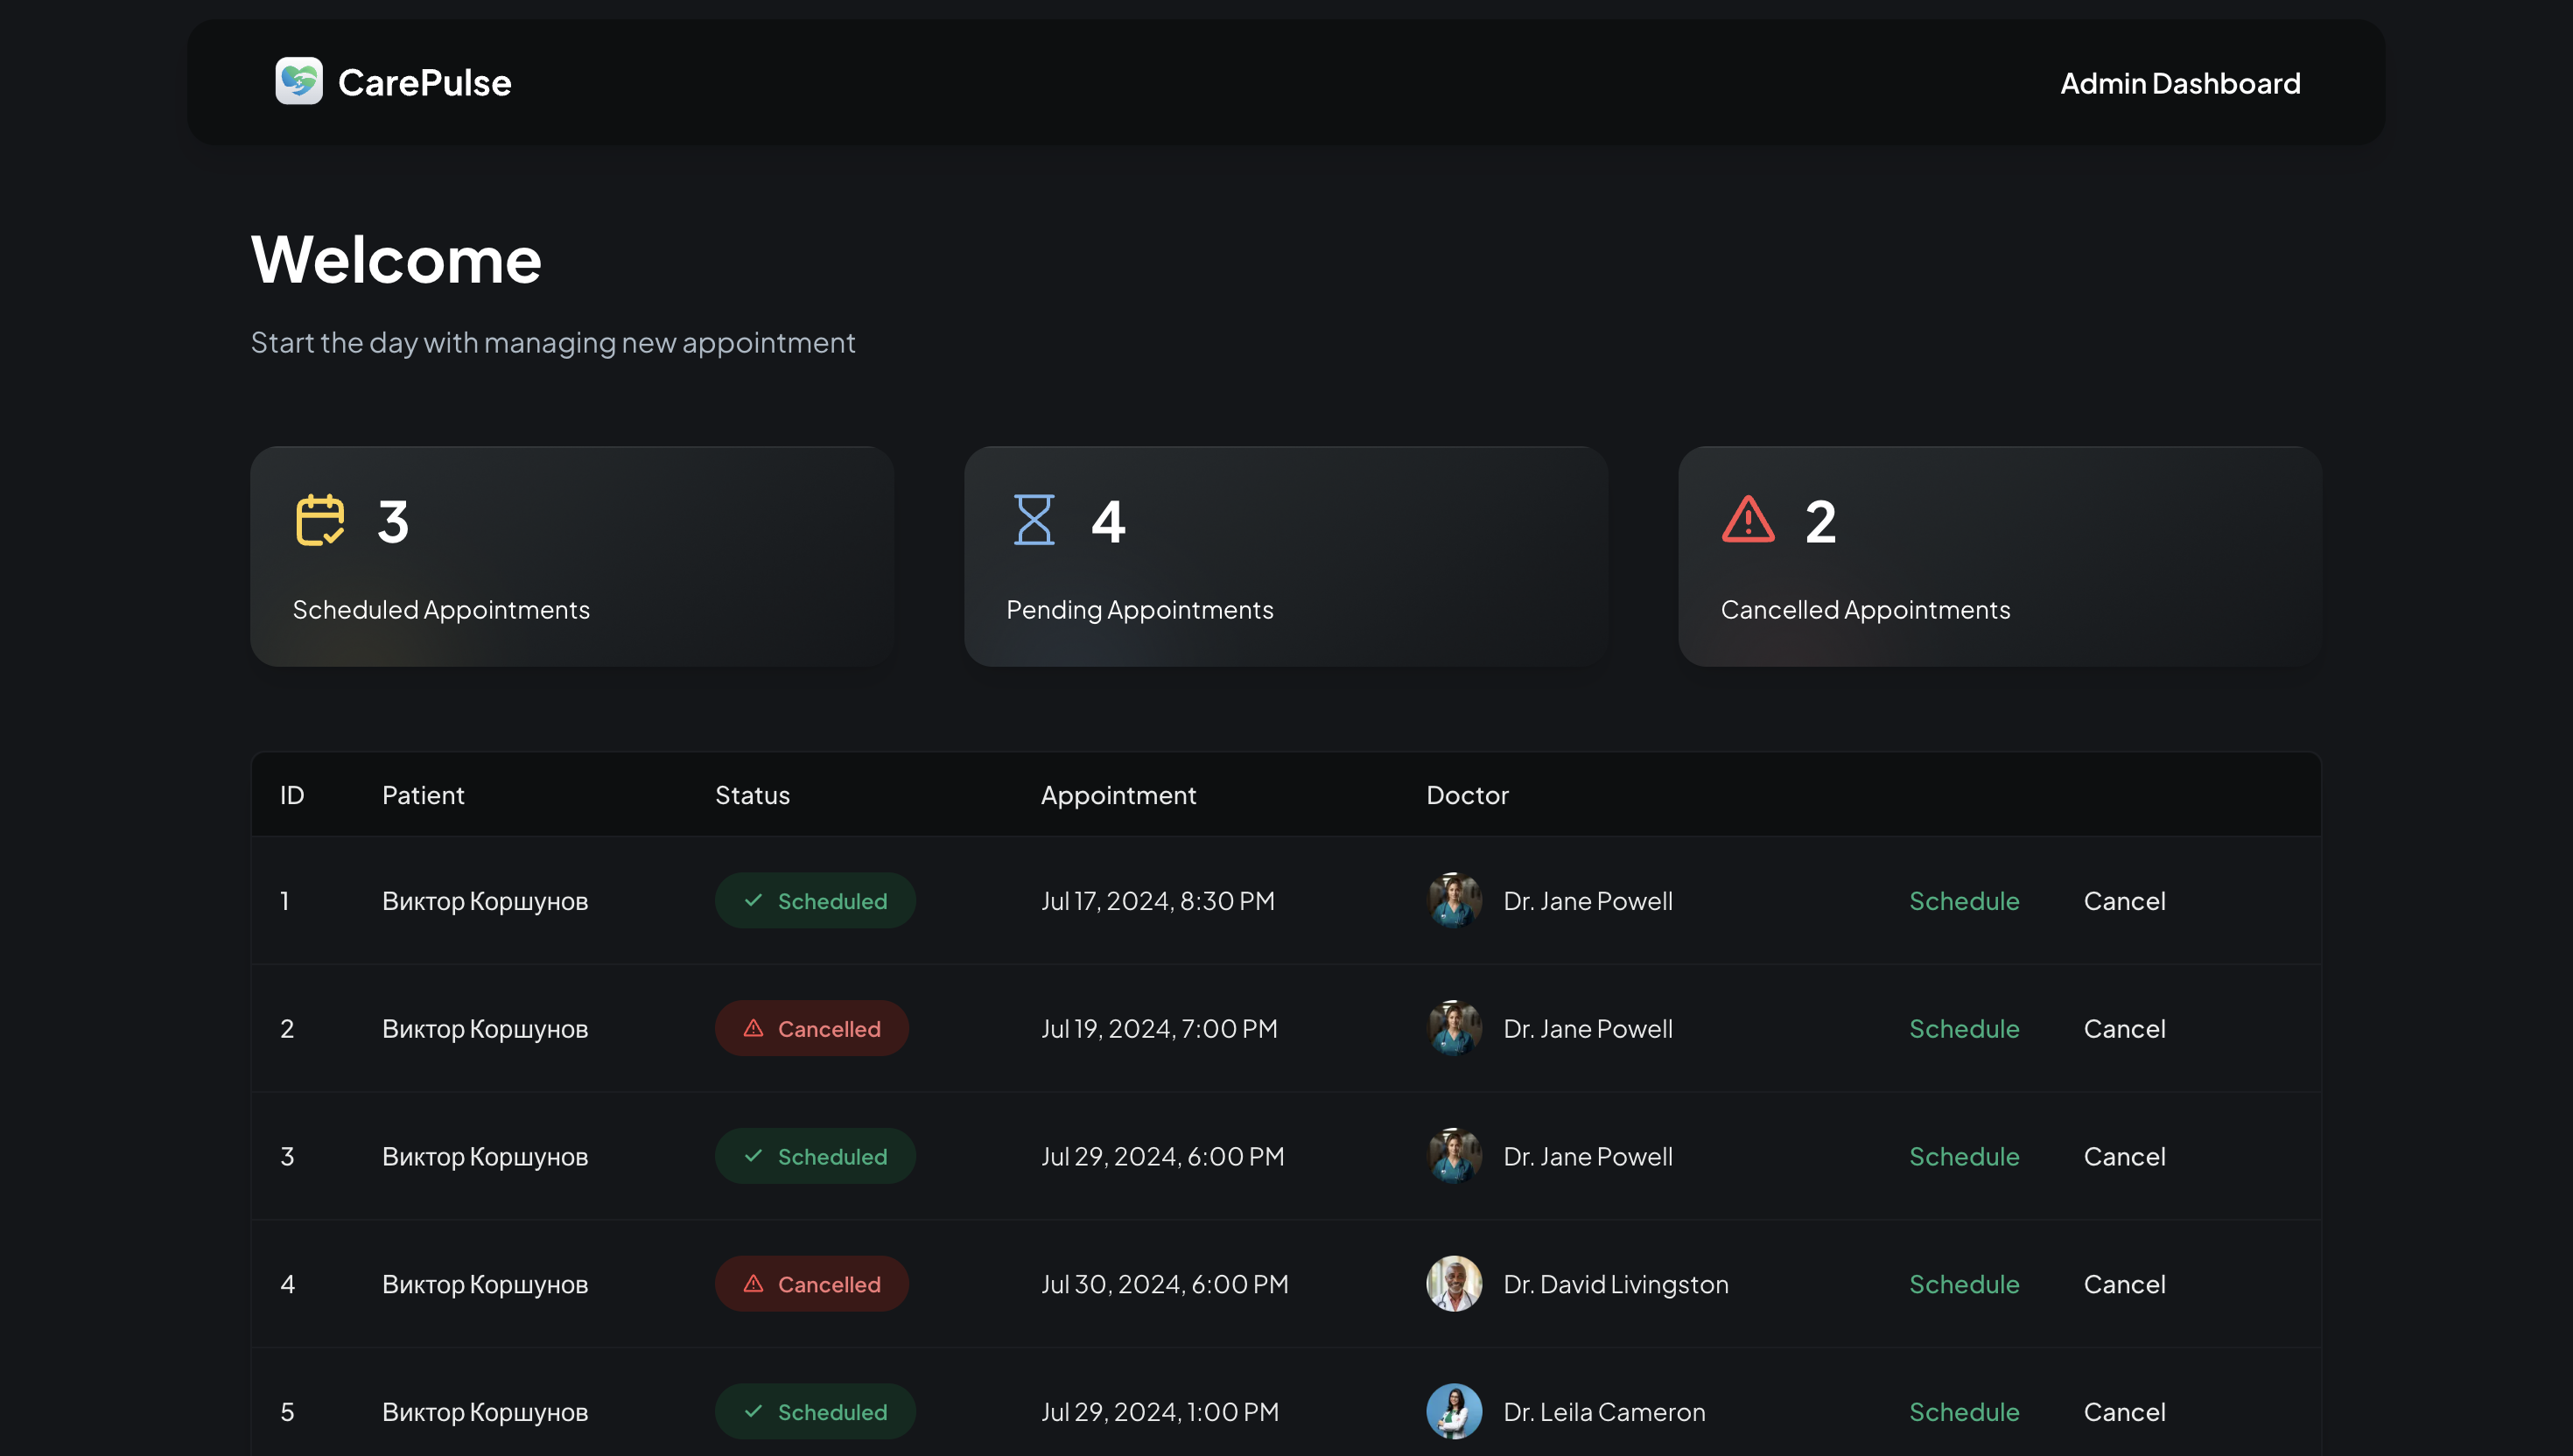 CarePulse Admin Dashboard
Welcome
Start the day with managing new appointment
3 4 2
Scheduled Appointments Pending Appointments Cancelled Appointments
ID Patient Status Appointment Doctor
1 Виктор Коршунов Scheduled Jul 17, 2024, 8:30 PM Dr. Jane Powell Schedule Cancel
2 Виктор Коршунов Cancelled Jul 19, 2024, 7:00 PM Dr. Jane Powell Schedule Cancel
3 Виктор Коршунов Scheduled Jul 29, 2024, 6:00 PM Dr. Jane Powell Schedule Cancel
4 Виктор Коршунов Cancelled Jul 30, 2024, 6:00 PM Dr. David Livingston Schedule Cancel
5 Виктор Коршунов Scheduled Jul 29, 2024, 1:00 PM Dr. Leila Cameron Schedule Cancel